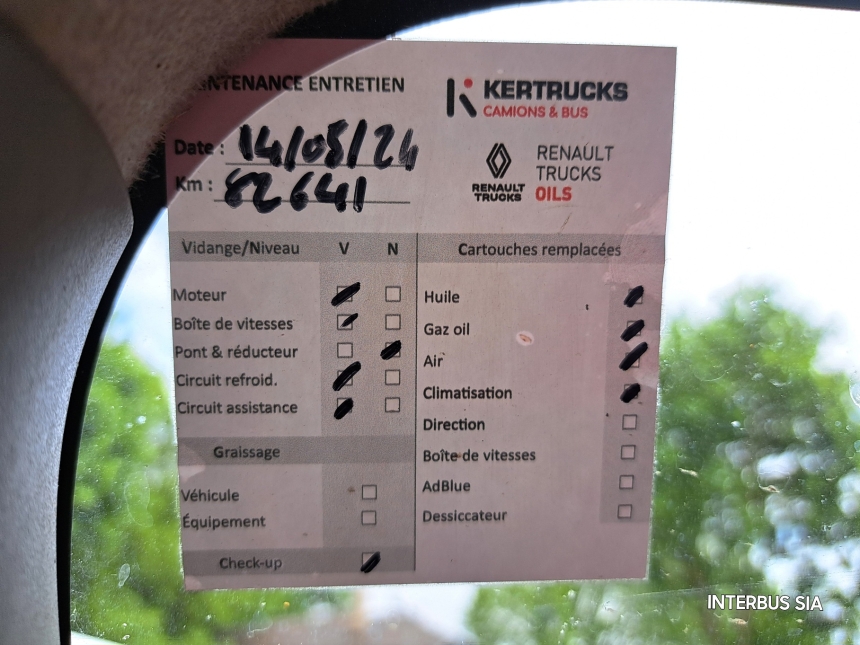 NTENANCE ENTRETIEN
KERTRUCKS
CAMIONS & BUS
Date : 14/05/24
Km : 82641
RENAULT
TRUCKS
RENAULT
TRUCKS
OILS
Vidange/Niveau V N
Moteur
Boîte de vitesses
Pont & réducteur
Circuit refroid.
Circuit assistance
Graissage
Véhicule
Équipement
Check-up
Cartouches remplacées
Huile
Gaz oil
Air
Climatisation
Direction
Boîte de vitesses
AdBlue
Dessiccateur
INTERBUS SIA